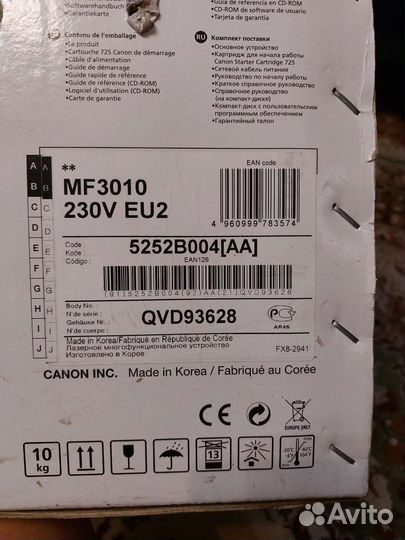 •Softwarehandbuch
•Garantiekarte
•Guía de referencia en CD-ROM
•CD-ROM de software de usuario
•Tarjeta de garantía
Contenu de l'emballage
•Le produit
•Cartouche 725 Canon de démarrage
•Câble d'alimentation
•Guide de démarrage
•Guide rapide de référence
•Guide de référence (CD-ROM)
•Logiciel d'utilisation (CD-ROM)
•Carte de garantie
RU Комплект поставки
•Основное устройство
•Картридж для начала работы
Canon Starter Cartridge 725
•Сетевой кабель питания
•Руководство по началу работы
•Краткое справочное руководство
•Справочное руководство
(на компакт-диске)
•Компакт-диск с пользовательским
программным обеспечением
•Гарантийный талон
A A
B B
C C
D D
E E
F F
G G
H H
I I
J J
**
MF3010
230V EU2
EAN code
4 960999 783574
Code :
Kode :
Código :
5252B004[AA]
EAN128
(91)5252B004(92)AA(21)QVD93628
Body No. :
N° de série :
Gehäuse Nr. :
N° de cuerpo :
QVD93628
АЯ46
Made in Korea/Fabriqué en République de Corée
Лазерное многофункциональное устройство
Изготовлено в Корее
FX8-2941
CANON INC. Made in Korea / Fabriqué au Corée
CE
EUROPE ONLY
10
kg
13
-20°C
-4°F
40°C
104°F
Avito